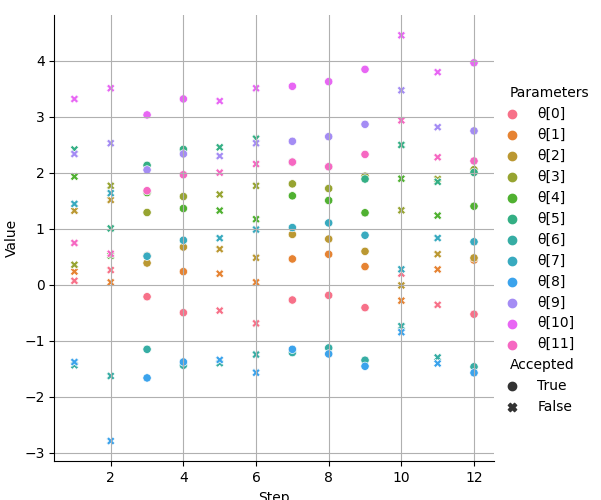 4
3
2
1
0
−1
−2
−3
Value
2
4
6
8
10
12
Step
Parameters
θ[0]
θ[1]
θ[2]
θ[3]
θ[4]
θ[5]
θ[6]
θ[7]
θ[8]
θ[9]
θ[10]
θ[11]
Accepted
True
False